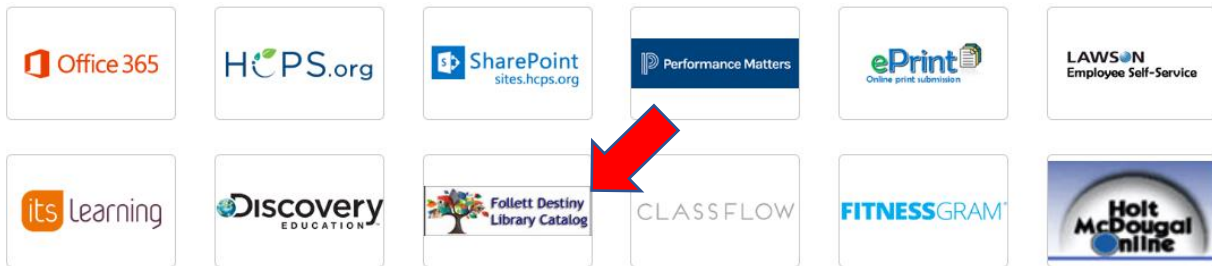 Office 365
HCPS.org
SharePoint
sites.hcps.org
Performance Matters
ePrint
Online print submission
LAWSON
Employee Self-Service
its Learning
DISCOVERY
EDUCATION
Follett Destiny
Library Catalog
CLASSFLOW
FITNESSGRAM
Holt
McDougal
Online